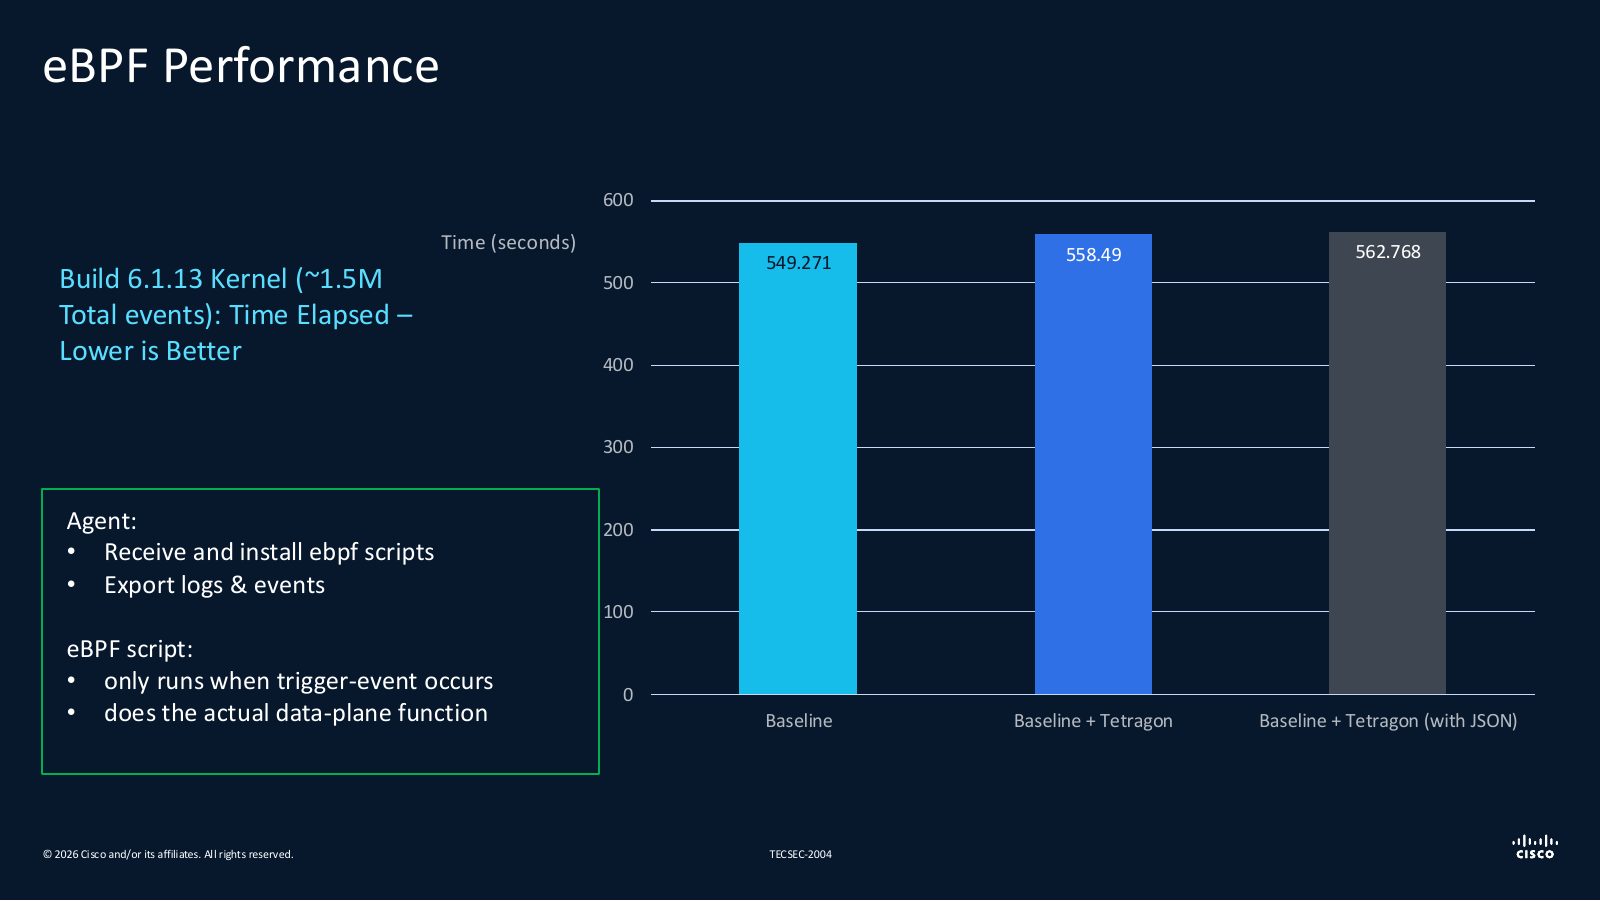 eBPF Performance
Time (seconds)
Build 6.1.13 Kernel (~1.5M
Total events): Time Elapsed –
Lower is Better
600
500
400
300
200
100
0
549.271
558.49
562.768
Baseline
Baseline + Tetragon
Baseline + Tetragon (with JSON)
Agent:
• Receive and install ebpf scripts
• Export logs & events
eBPF script:
• only runs when trigger-event occurs
• does the actual data-plane function
© 2026 Cisco and/or its affiliates. All rights reserved.
TECSEC-2004
CISCO